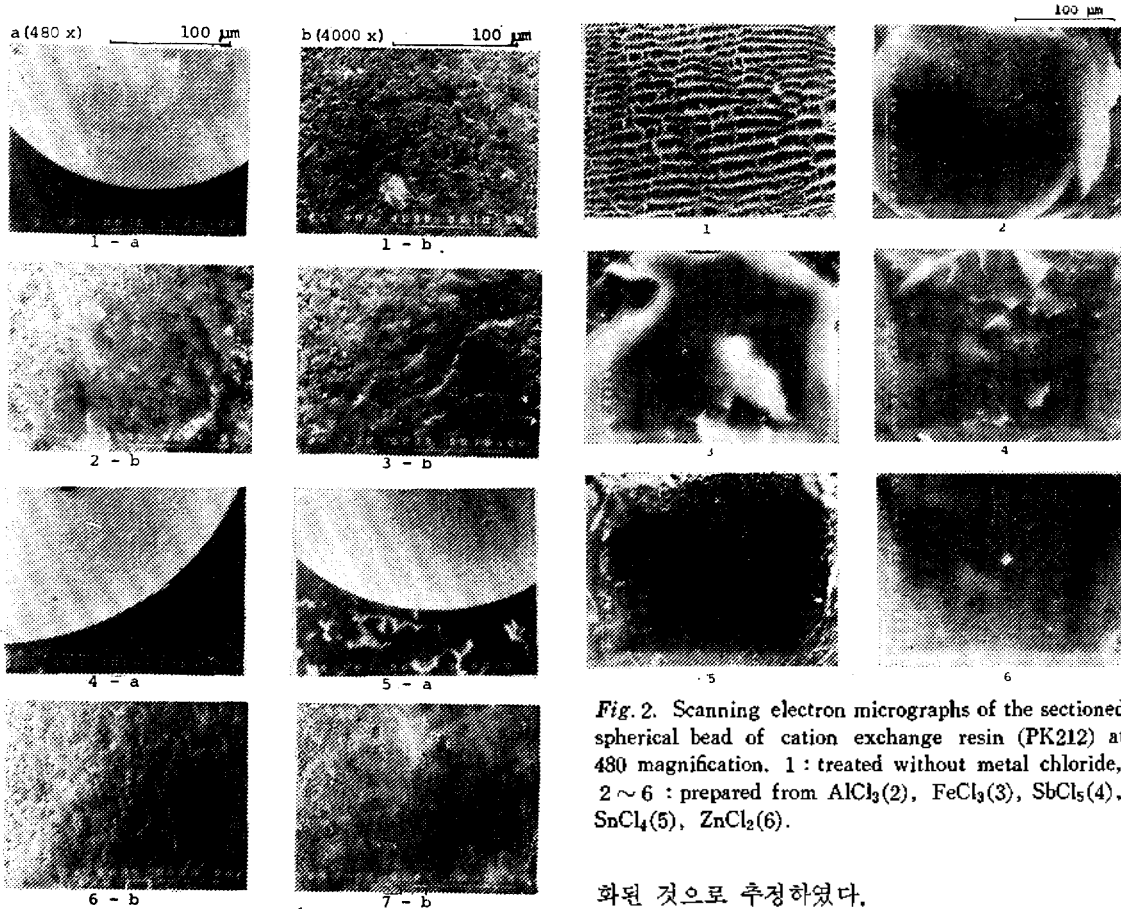 a (480 x) 100 μm
b (4000 x) 100 μm
1 - a
1 - b
2 - b
3 - b
4 - a
5 - a
6 - b
7 - b
100 μm
1
2
3
4
5
6
Fig. 2. Scanning electron micrographs of the sectioned
spherical bead of cation exchange resin (PK212) at
480 magnification. 1 : treated without metal chloride,
2 ~ 6 : prepared from AlCl₃(2), FeCl₃(3), SbCl₅(4),
SnCl₄(5), ZnCl₂(6).
화된 것으로 추정하였다.